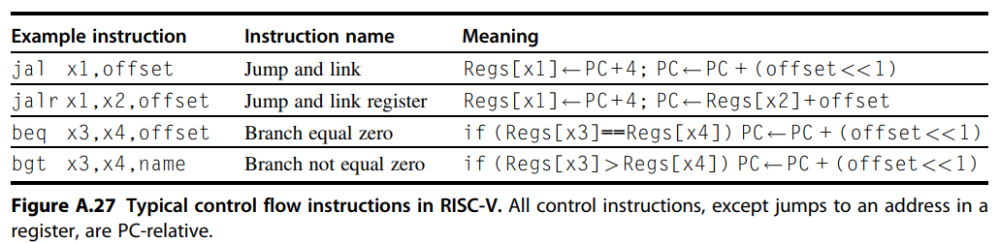 Example instruction Instruction name Meaning
jal x1,offset Jump and link Regs[x1]←PC+4; PC←PC + (offset<<1)
jalr x1,x2,offset Jump and link register Regs[x1]←PC+4; PC←Regs[x2]+offset
beq x3,x4,offset Branch equal zero if (Regs[x3]==Regs[x4]) PC←PC + (offset<<1)
bgt x3,x4,name Branch not equal zero if (Regs[x3]>Regs[x4]) PC←PC + (offset<<1)
Figure A.27 Typical control flow instructions in RISC-V. All control instructions, except jumps to an address in a
register, are PC-relative.